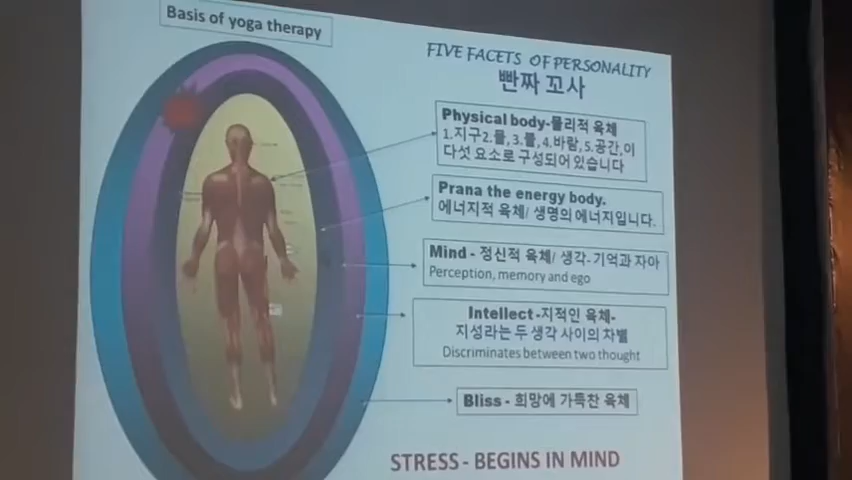 Basis of yoga therapy
FIVE FACETS OF PERSONALITY
빤짜 꼬사
Physical body-물리적 육체
1.지구2.물,3.불,4.바람,5.공간,이
다섯 요소로 구성되어 있습니다
Prana the energy body.
에너지적 육체/ 생명의 에너지입니다.
Mind - 정신적 육체/ 생각- 기억과 자아
Perception, memory and ego
Intellect -지적인 육체-
지성라는 두 생각 사이의 차별
Discriminates between two thought
Bliss - 희망에 가득찬 육체
STRESS - BEGINS IN MIND